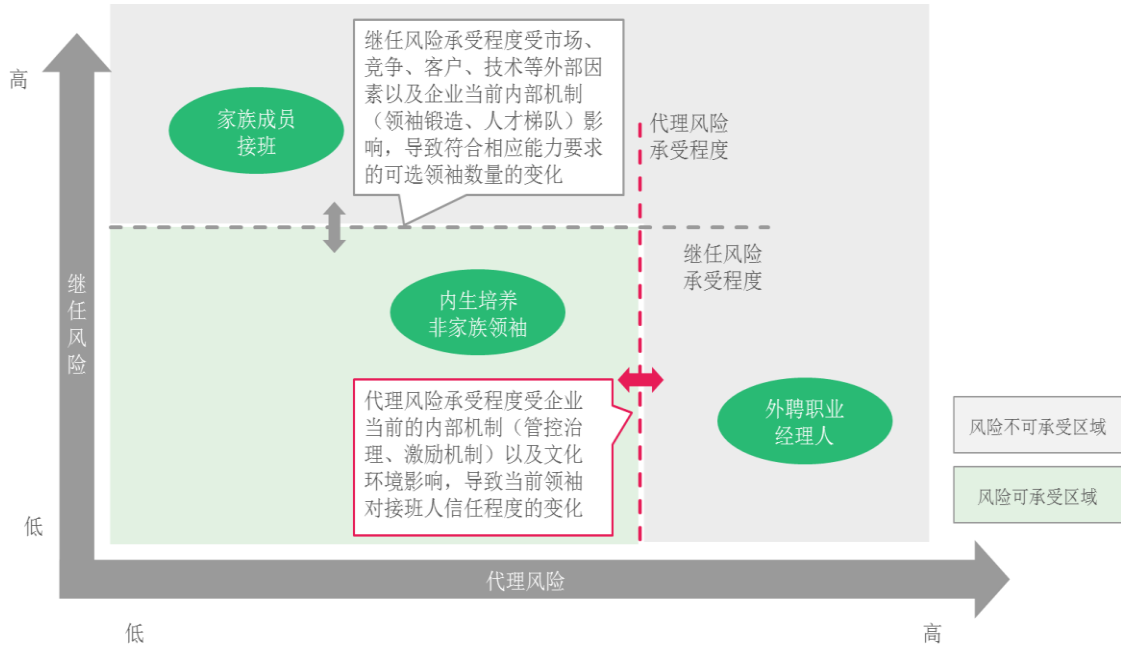 高
继任风险承受程度受市场、
竞争、客户、技术等外部因
素以及企业当前内部机制
（领袖锻造、人才梯队）影
响，导致符合相应能力要求
的可选领袖数量的变化
家族成员
接班
代理风险
承受程度
继任风险
承受程度
继任风险
内生培养
非家族领袖
代理风险承受程度受企业
当前的内部机制（管控治
理、激励机制）以及文化
环境影响，导致当前领袖
对接班人信任程度的变化
外聘职业
经理人
风险不可承受区域
风险可承受区域
低
代理风险
低
高